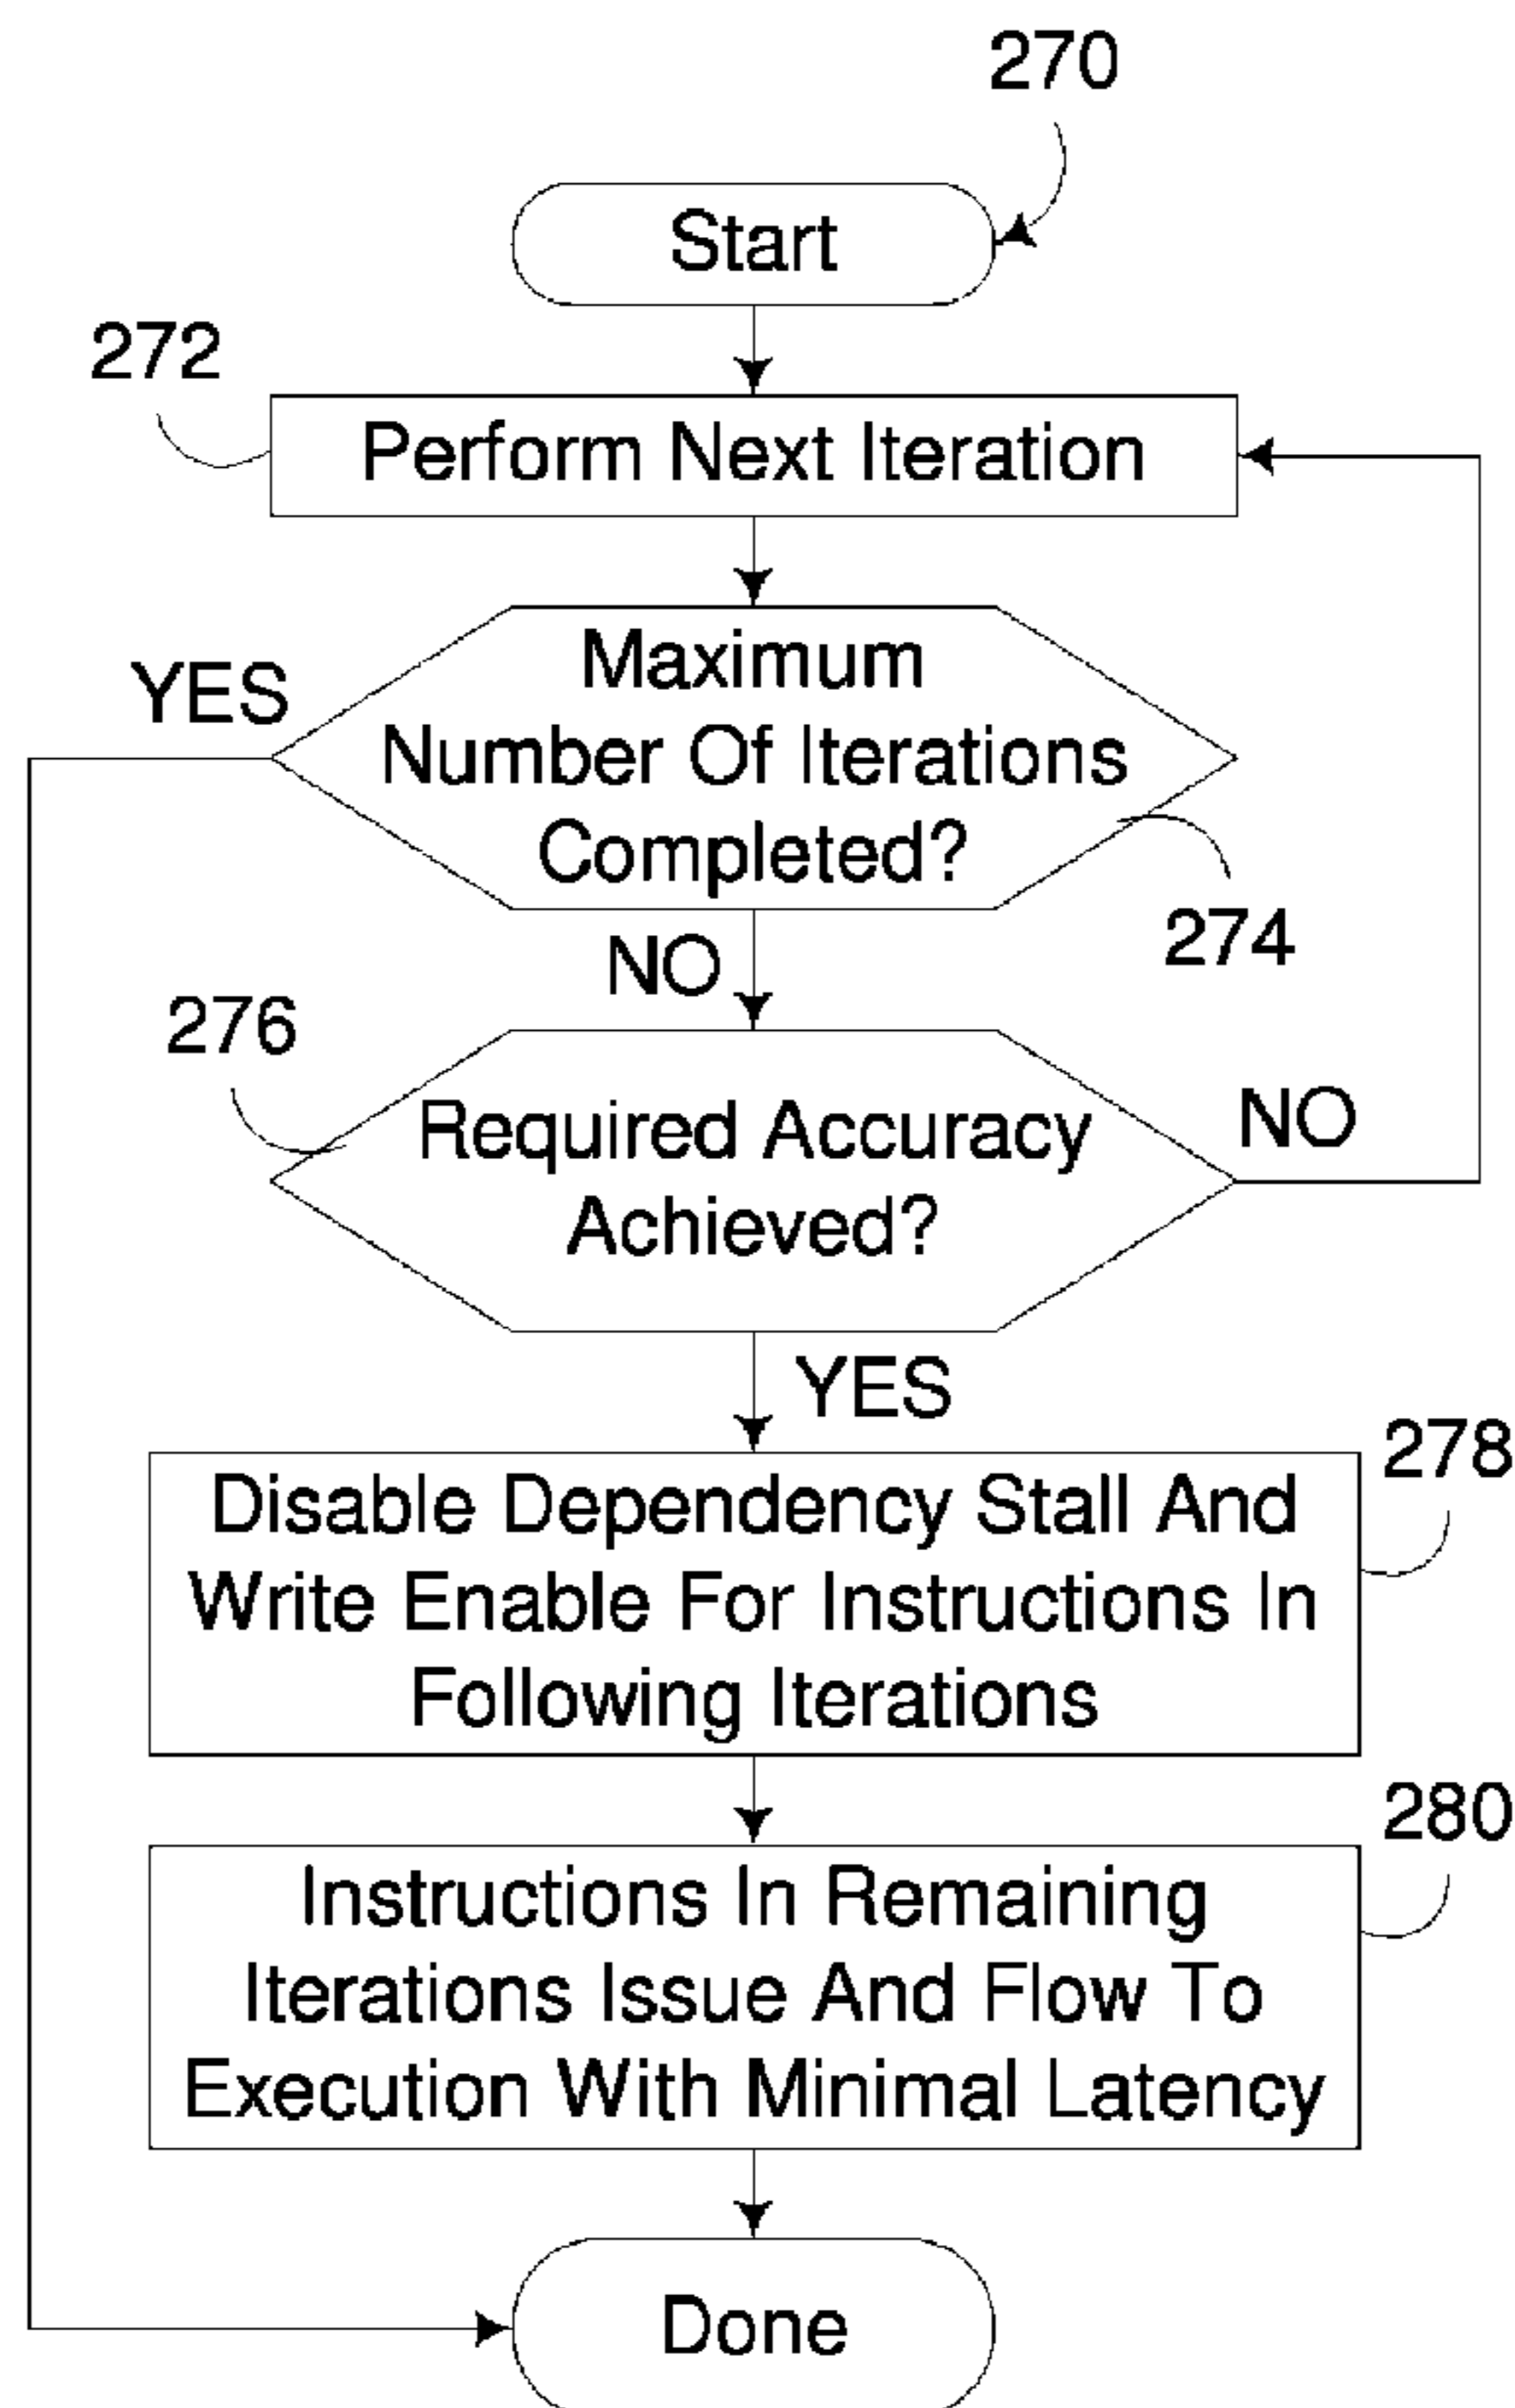 270
Start
272
Perform Next Iteration
Maximum
Number Of Iterations
Completed?
YES
274
NO
276
Required Accuracy
Achieved?
NO
YES
278
Disable Dependency Stall And
Write Enable For Instructions In
Following Iterations
280
Instructions In Remaining
Iterations Issue And Flow To
Execution With Minimal Latency
Done